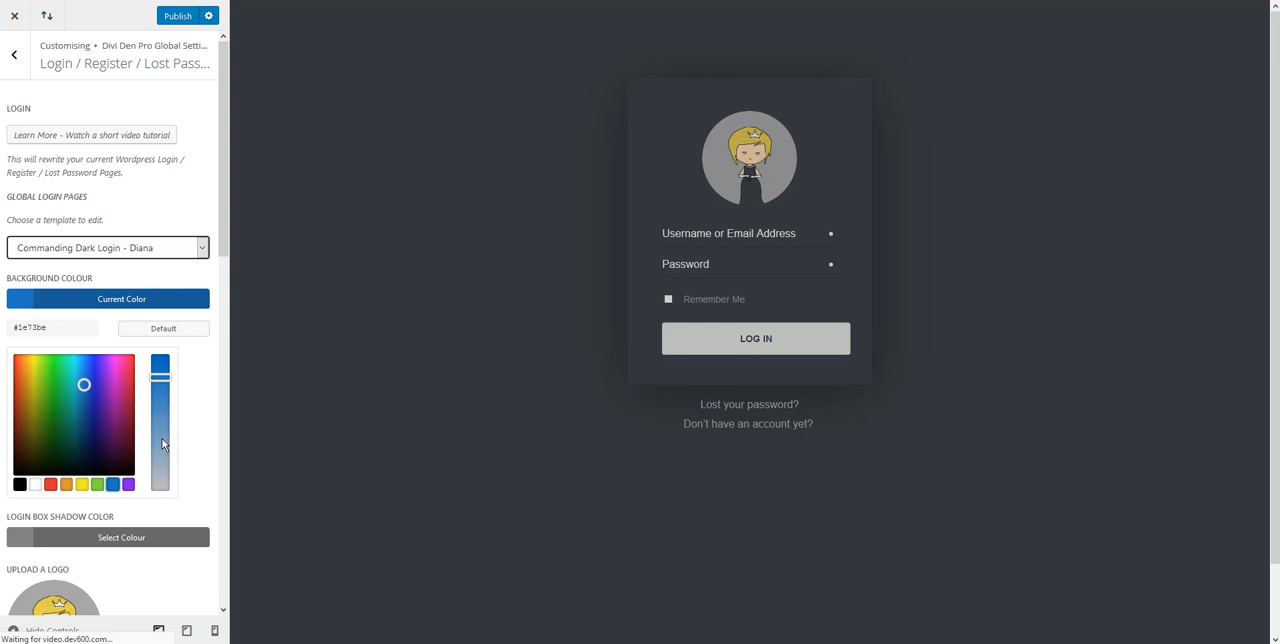 Publish
Customising ▸ Divi Den Pro Global Setti...
Login / Register / Lost Pass...
LOGIN
Learn More - Watch a short video tutorial
This will rewrite your current Wordpress Login /
Register / Lost Password Pages.
GLOBAL LOGIN PAGES
Choose a template to edit.
Commanding Dark Login - Diana
BACKGROUND COLOUR
Current Color
#1e73be
Default
LOGIN BOX SHADOW COLOR
Select Colour
UPLOAD A LOGO
Hide Controls
Waiting for video.dev600.com...
Username or Email Address
Password
Remember Me
LOG IN
Lost your password?
Don't have an account yet?